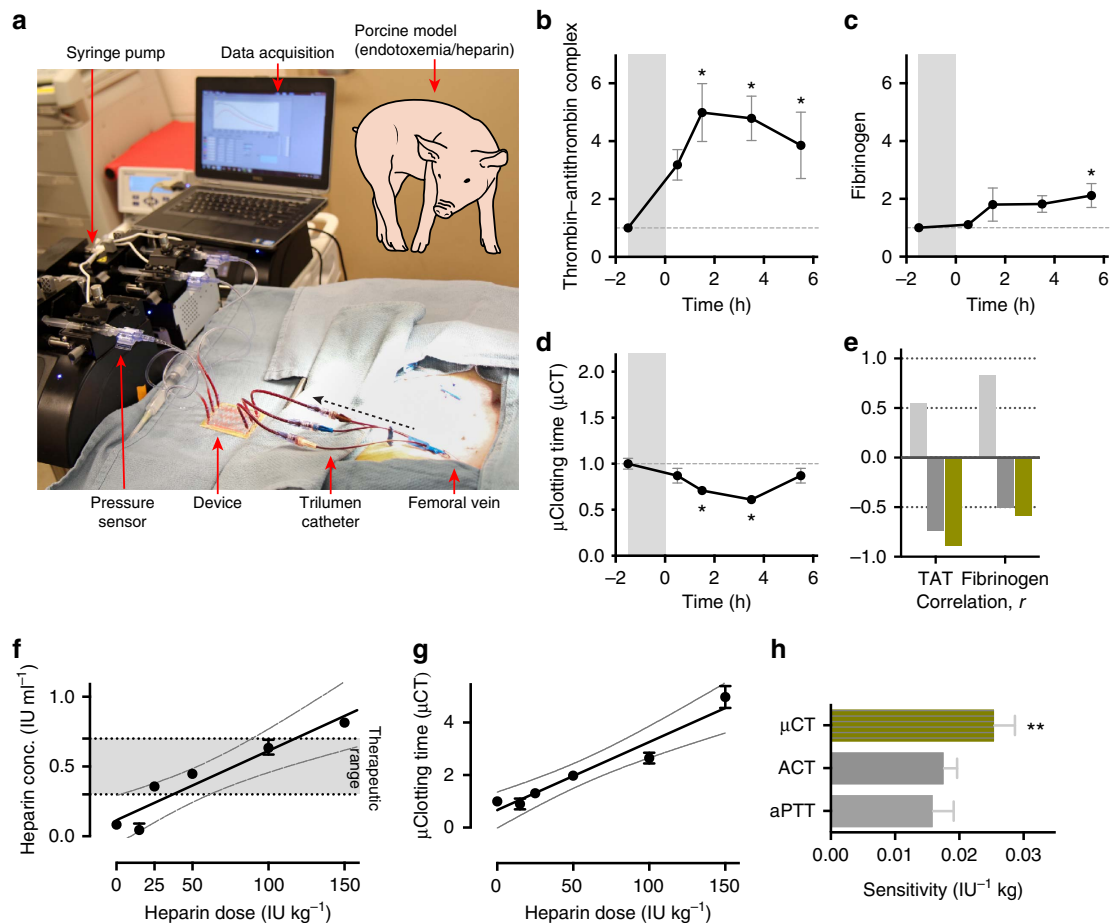 a
Syringe pump
Data acquisition
Porcine model
(endotoxemia/heparin)
Pressure
sensor
Device
Trilumen
catheter
Femoral vein
b
Thrombin–antithrombin complex
6
4
2
0
*
*
*
–2 0 2 4 6
Time (h)
c
Fibrinogen
6
4
2
0
*
–2 0 2 4 6
Time (h)
d
μClotting time (μCT)
2.0
1.5
1.0
0.5
0.0
*
*
–2 0 2 4 6
Time (h)
e
1.0
0.5
0.0
–0.5
–1.0
TAT Fibrinogen
Correlation, r
f
Heparin conc. (IU ml⁻¹)
1.0
0.5
0.0
Therapeutic
range
0 25 50 100 150
Heparin dose (IU kg⁻¹)
g
μClotting time (μCT)
4
2
0
0 50 100 150
Heparin dose (IU kg⁻¹)
h
μCT
**
ACT
aPTT
0.00 0.01 0.02 0.03
Sensitivity (IU⁻¹ kg)